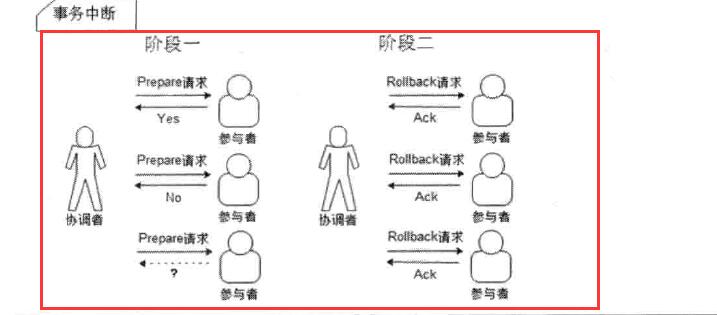 事务中断
阶段一
阶段二
Prepare请求
Yes
参与者
Prepare请求
No
参与者
Prepare请求
?
参与者
协调者
Rollback请求
Ack
参与者
Rollback请求
Ack
参与者
Rollback请求
Ack
参与者
协调者